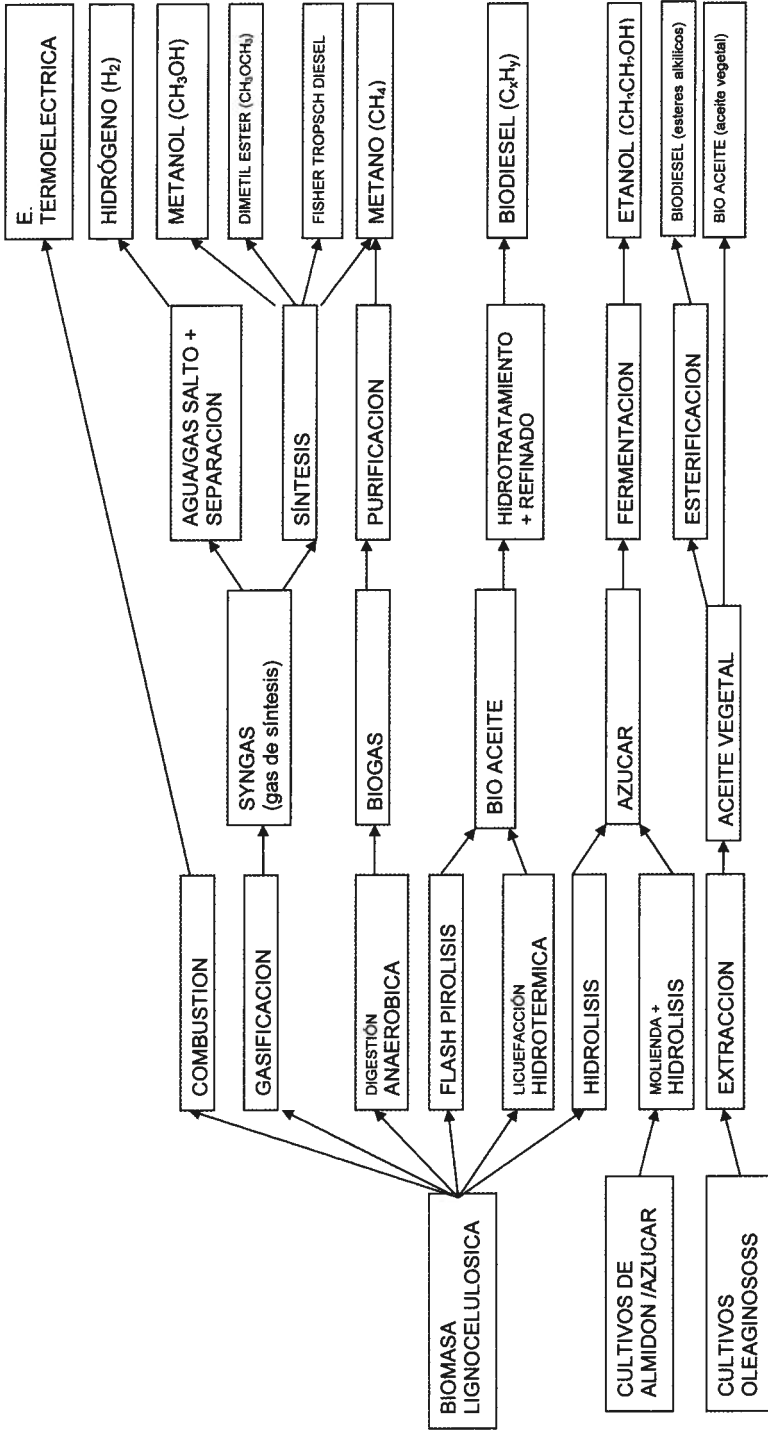 BIOMASA
LIGNOCELULOSICA
CULTIVOS DE
ALMIDON /AZUCAR
CULTIVOS
OLEAGINOSOSS
COMBUSTION
GASIFICACION
DIGESTIÓN
ANAEROBICA
FLASH PIROLISIS
LICUEFACCIÓN
HIDROTERMICA
HIDROLISIS
MOLIENDA +
HIDROLISIS
EXTRACCION
SYNGAS
(gas de síntesis)
BIOGAS
BIO ACEITE
AZUCAR
ACEITE VEGETAL
AGUA/GAS SALTO +
SEPARACION
SÍNTESIS
PURIFICACION
HIDROTRATAMIENTO
+ REFINADO
FERMENTACION
ESTERIFICACION
E.
TERMOELECTRICA
HIDRÓGENO (H₂)
METANOL (CH₃OH)
DIMETIL ESTER (CH₃OCH₃)
FISHER TROPSCH DIESEL
METANO (CH₄)
BIODIESEL (CₓHᵧ)
ETANOL (CH₃CH₂OH)
BIODIESEL (esteres alkilicos)
BIO ACEITE (aceite vegetal)